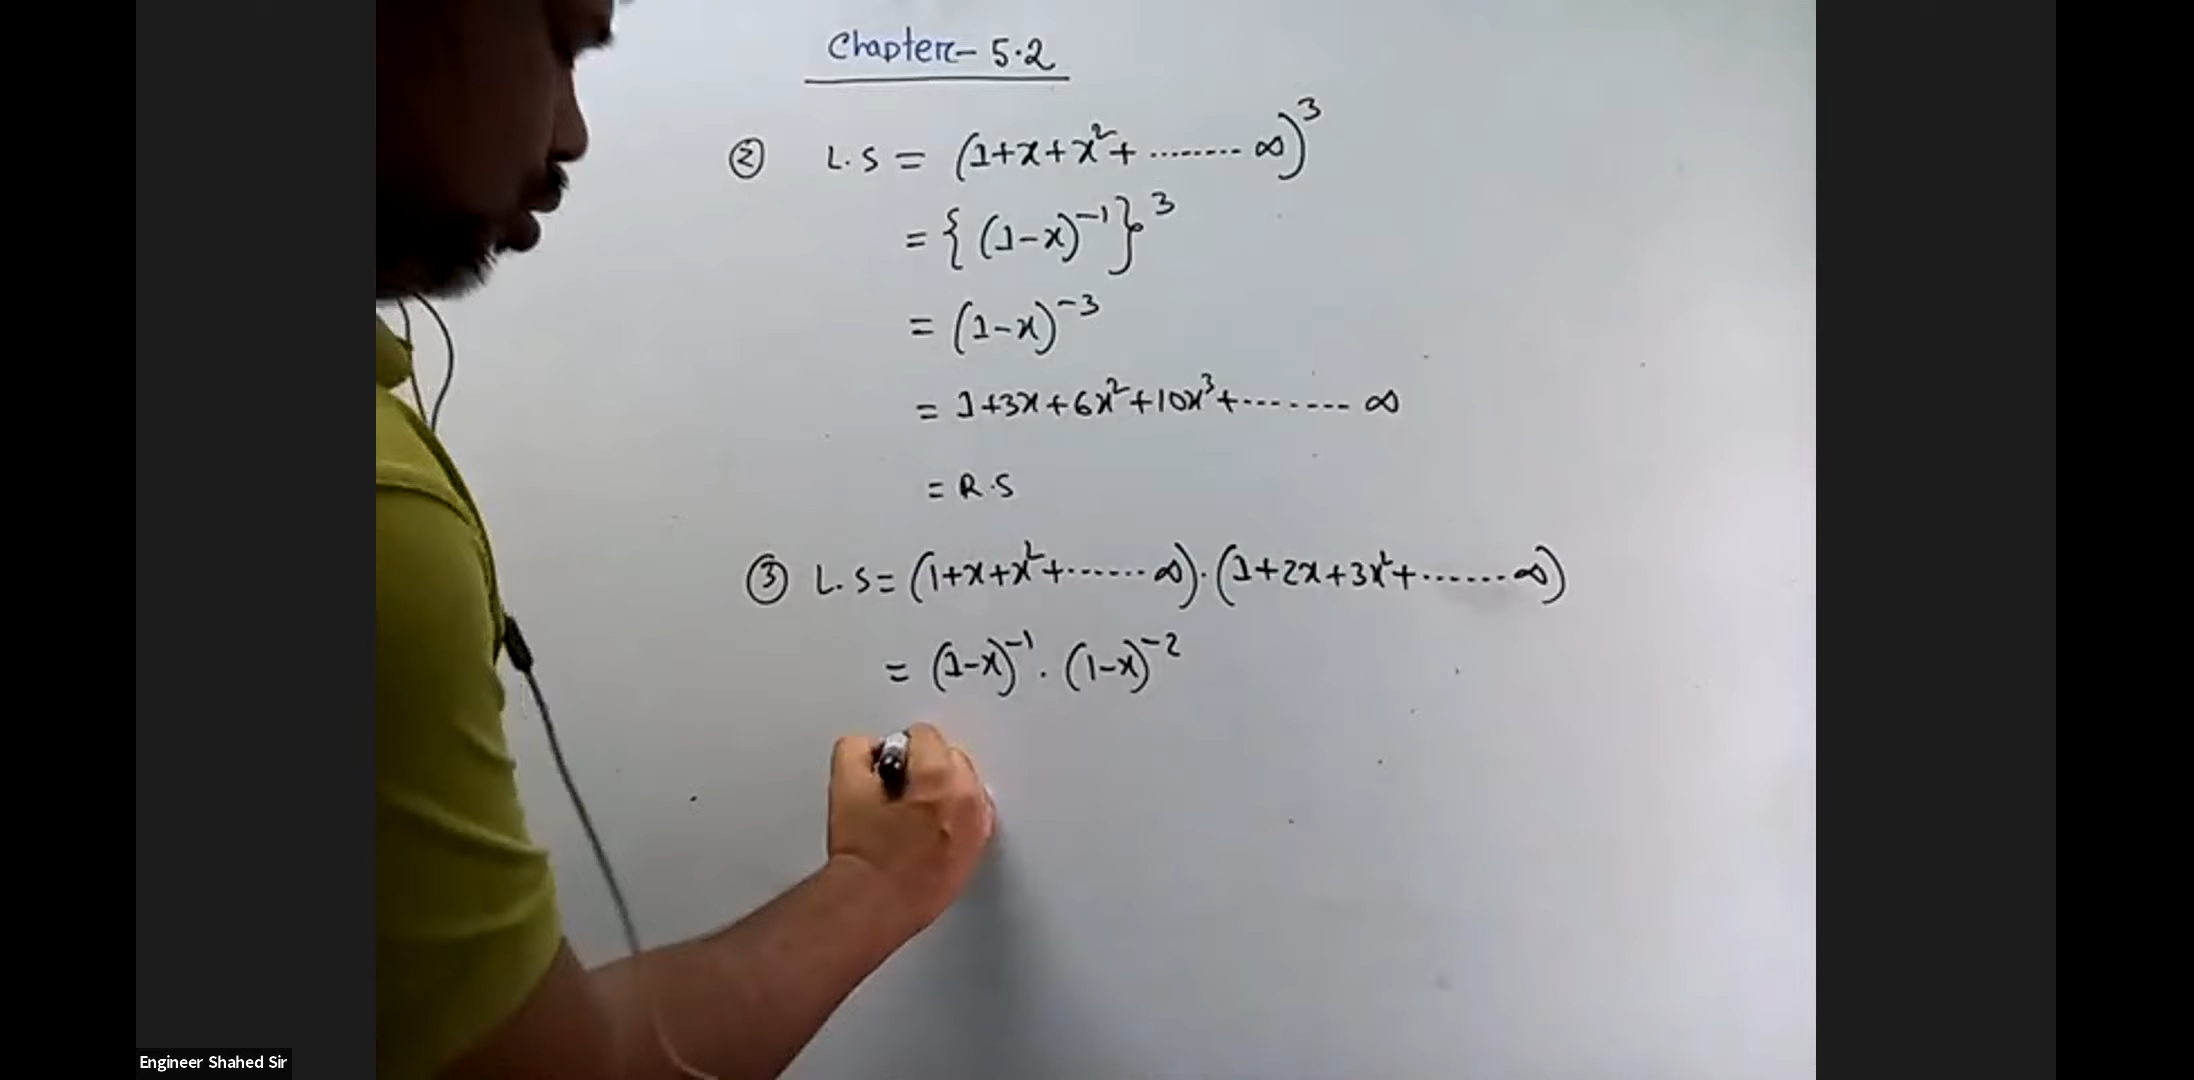 Chapter - 5.2
② L.S = (1+x+x²+ ........ ∞)³
= {(1-x)⁻¹}³
= (1-x)⁻³
= 1+3x+6x²+10x³+ ........ ∞
= R.S
③ L.S = (1+x+x²+ ....... ∞).(1+2x+3x²+ ....... ∞)
= (1-x)⁻¹ . (1-x)⁻²
Engineer Shahed Sir